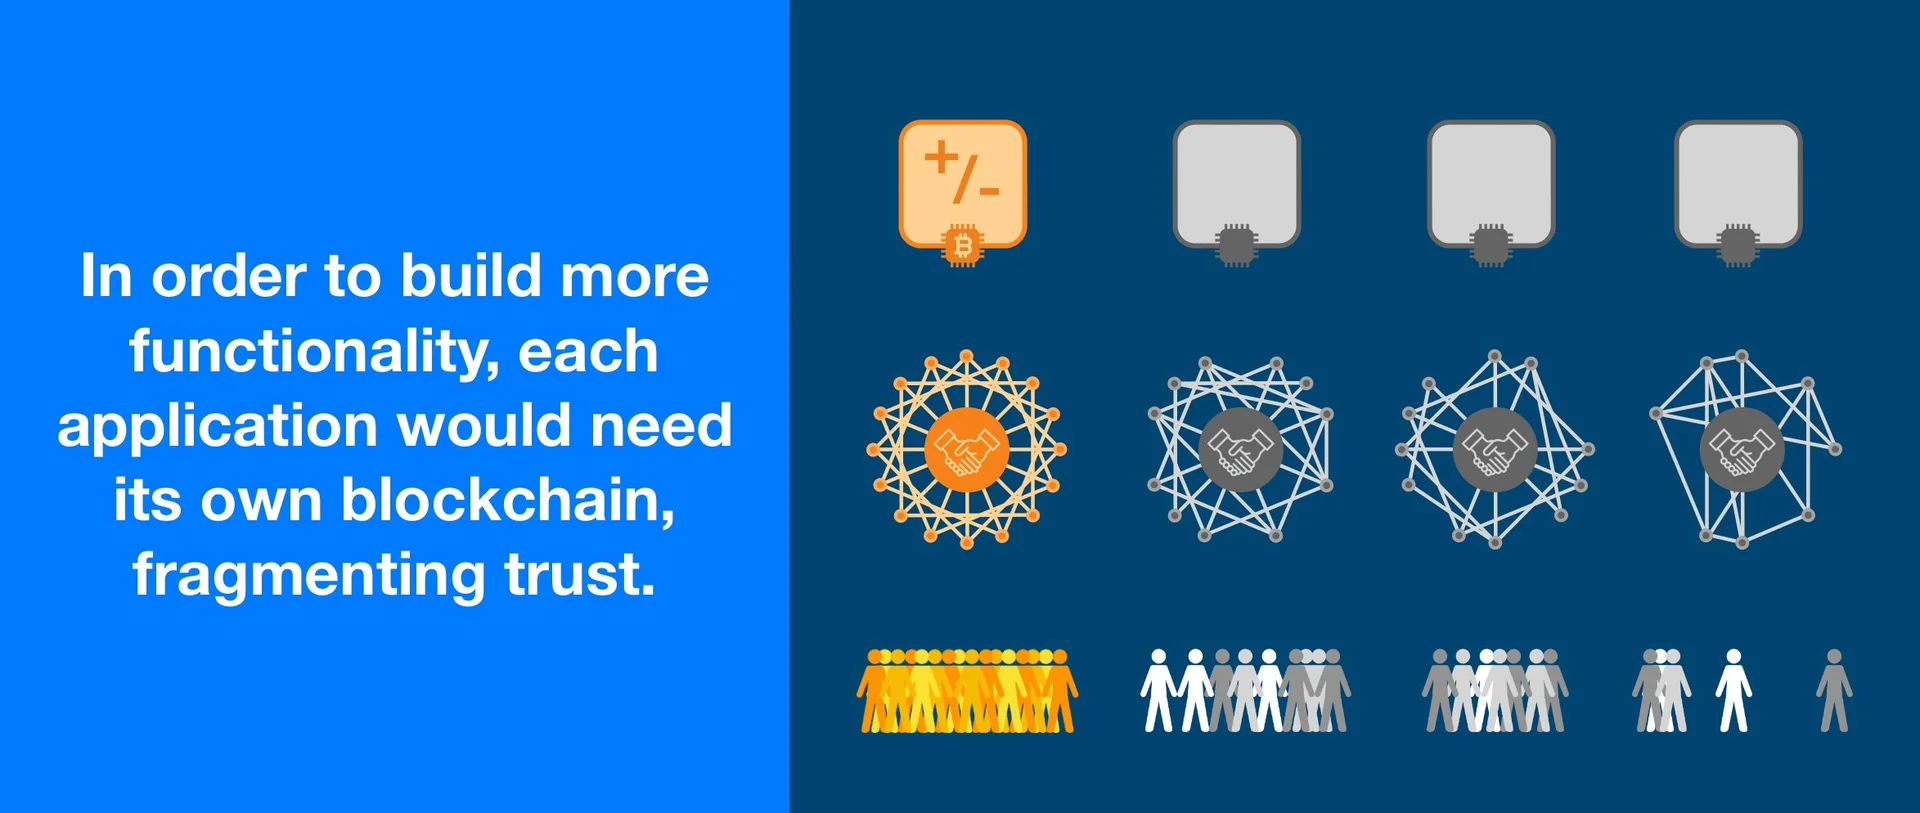 In order to build more
functionality, each
application would need
its own blockchain,
fragmenting trust.
+/-
₿